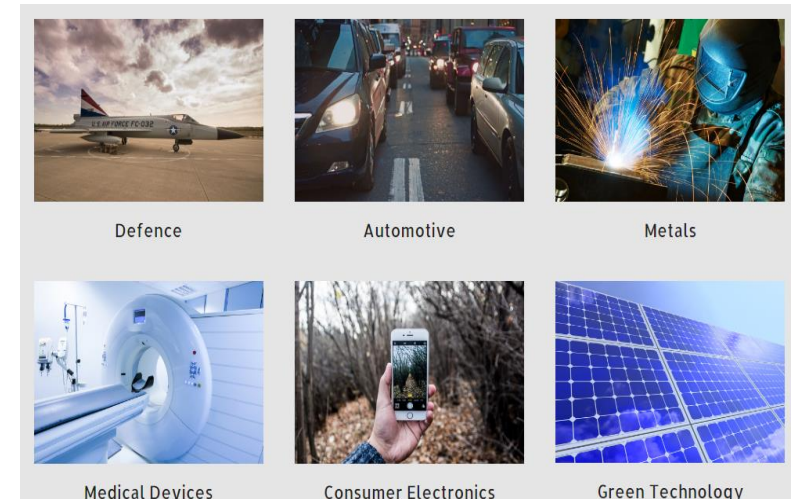 U.S. AIR FORCE FC-032
Defence
Automotive
Metals
Medical Devices
Consumer Electronics
Green Technology